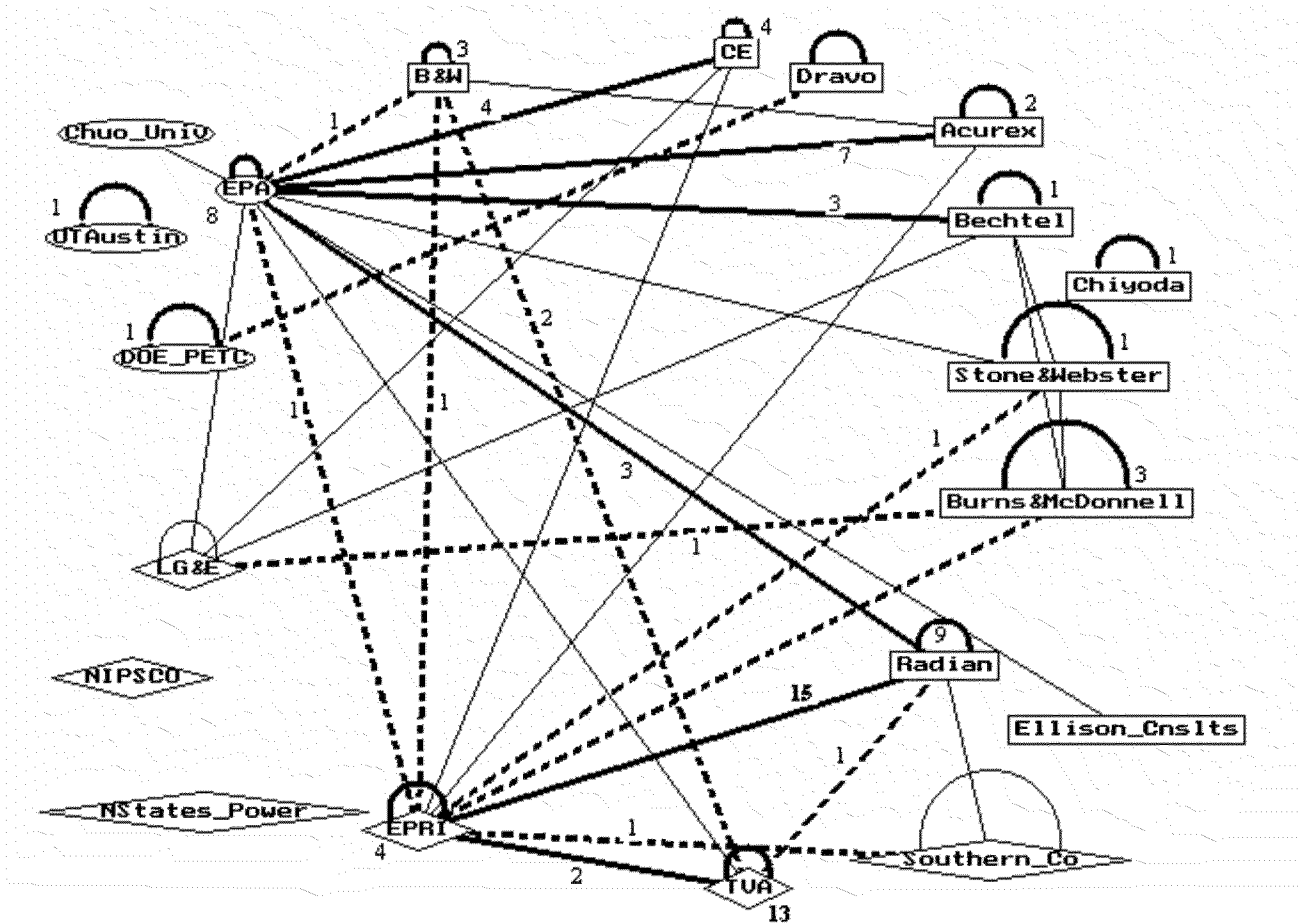 CE 4
B&W 3
Dravo
Acurex 2
Chuo_Univ
1
4
7
EPA
8
3
Bechtel 1
UTAustin 1
Chiyoda 1
2
DOE_PETC 1
Stone&Webster 1
1
1
1
3
Burns&McDonnell 3
1
LG&E
9
Radian
NIPSCO
15
Ellison_Cnslts
1
NStates_Power
EPRI
4
1
2
TVA
13
Southern_Co